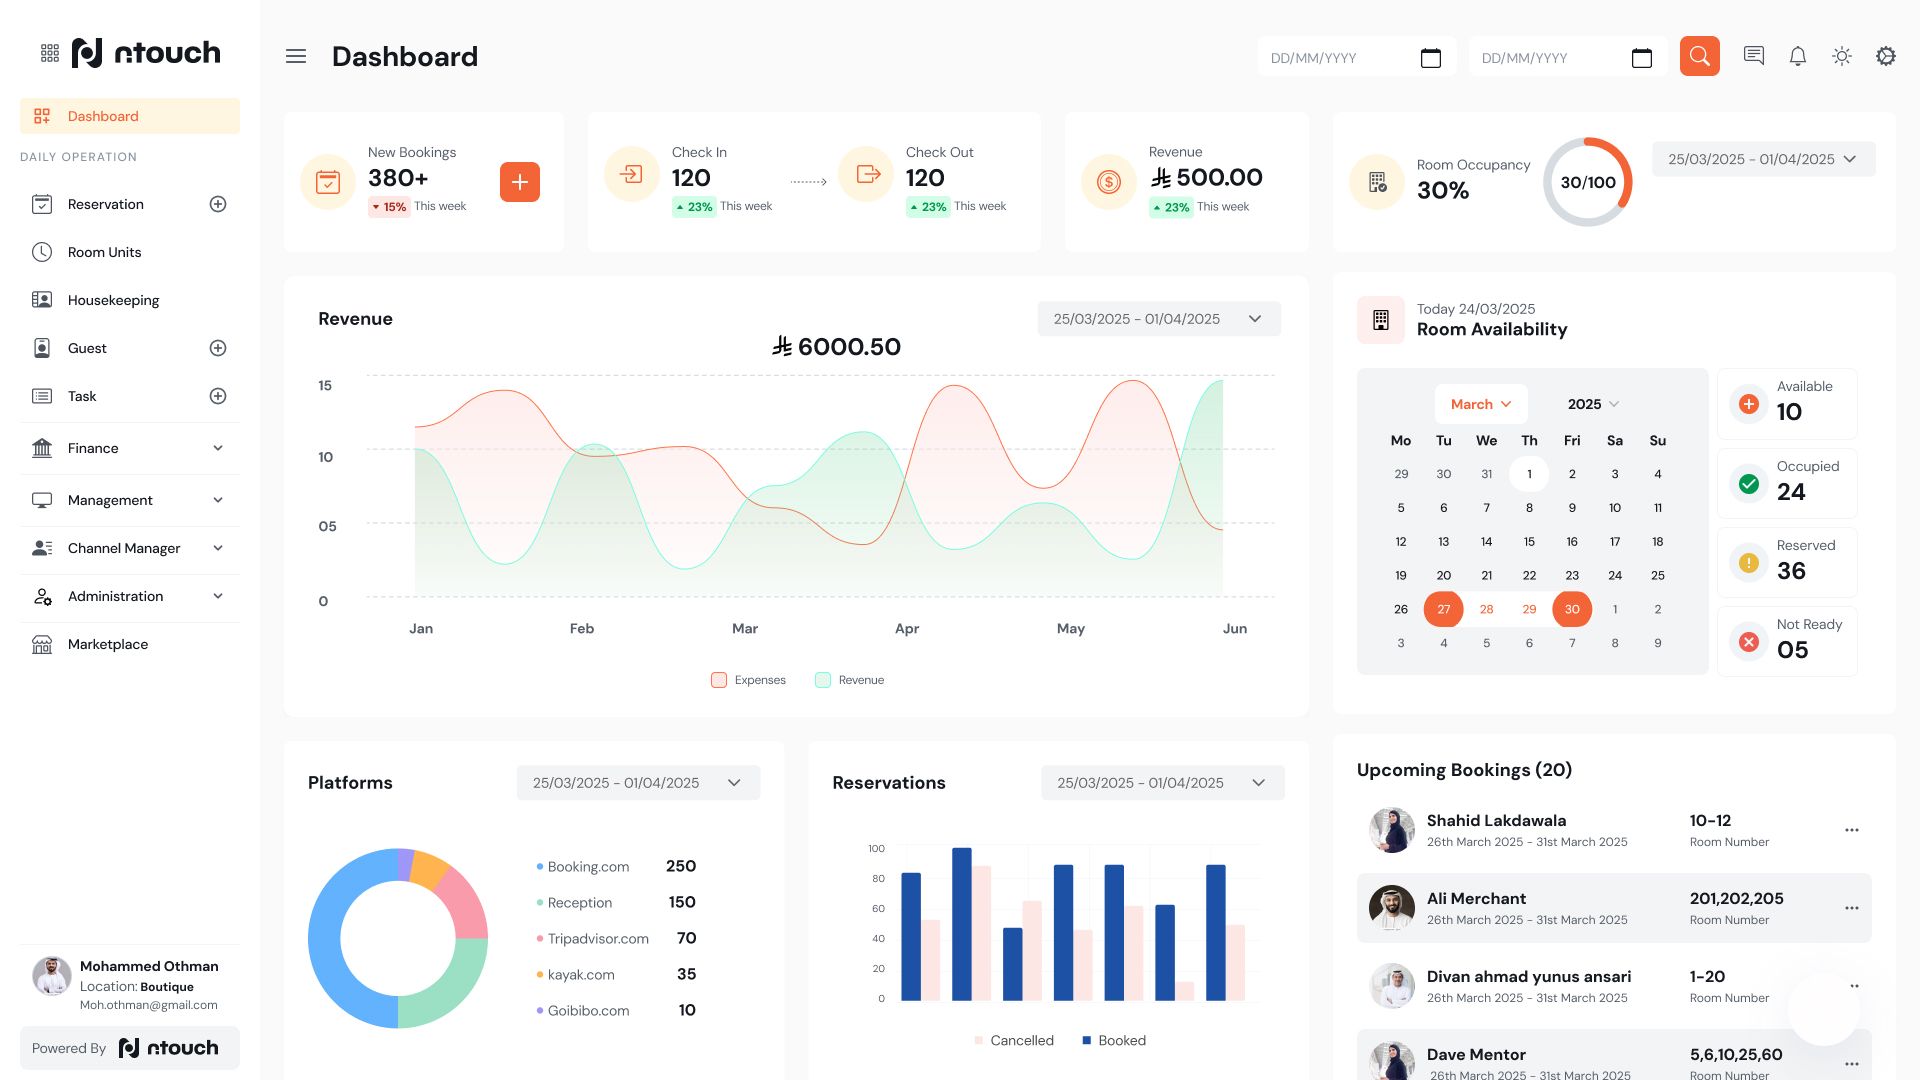 ntouch
Dashboard
DAILY OPERATION
Reservation
Room Units
Housekeeping
Guest
Task
Finance
Management
Channel Manager
Administration
Marketplace
Mohammed Othman
Location: Boutique
Moh.othman@gmail.com
Powered By ntouch
Dashboard
DD/MM/YYYY
DD/MM/YYYY
New Bookings
380+
15% This week
Check In
120
23% This week
Check Out
120
23% This week
Revenue
500.00
23% This week
Room Occupancy
30%
30/100
25/03/2025 - 01/04/2025
Revenue
25/03/2025 - 01/04/2025
6000.50
15
10
05
0
Jan Feb Mar Apr May Jun
Expenses Revenue
Today 24/03/2025
Room Availability
March 2025
Mo Tu We Th Fri Sa Su
29 30 31 1 2 3 4
5 6 7 8 9 10 11
12 13 14 15 16 17 18
19 20 21 22 23 24 25
26 27 28 29 30 1 2
3 4 5 6 7 8 9
Available
10
Occupied
24
Reserved
36
Not Ready
05
Platforms
25/03/2025 - 01/04/2025
Booking.com 250
Reception 150
Tripadvisor.com 70
kayak.com 35
Goibibo.com 10
Reservations
25/03/2025 - 01/04/2025
100
80
60
40
20
0
Cancelled Booked
Upcoming Bookings (20)
Shahid Lakdawala 10-12
26th March 2025 - 31st March 2025 Room Number
Ali Merchant 201,202,205
26th March 2025 - 31st March 2025 Room Number
Divan ahmad yunus ansari 1-20
26th March 2025 - 31st March 2025 Room Number
Dave Mentor 5,6,10,25,60
26th March 2025 - 31st March 2025 Room Number